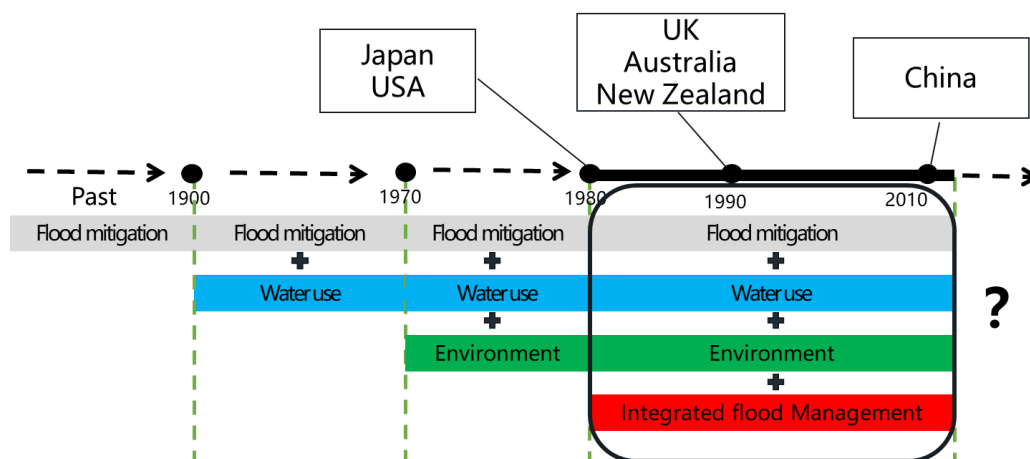 Japan
USA
UK
Australia
New Zealand
China
Past
1900
1970
1980
1990
2010
Flood mitigation
Flood mitigation
Flood mitigation
Flood mitigation
Water use
Water use
Water use
?
Environment
Environment
Integrated flood Management